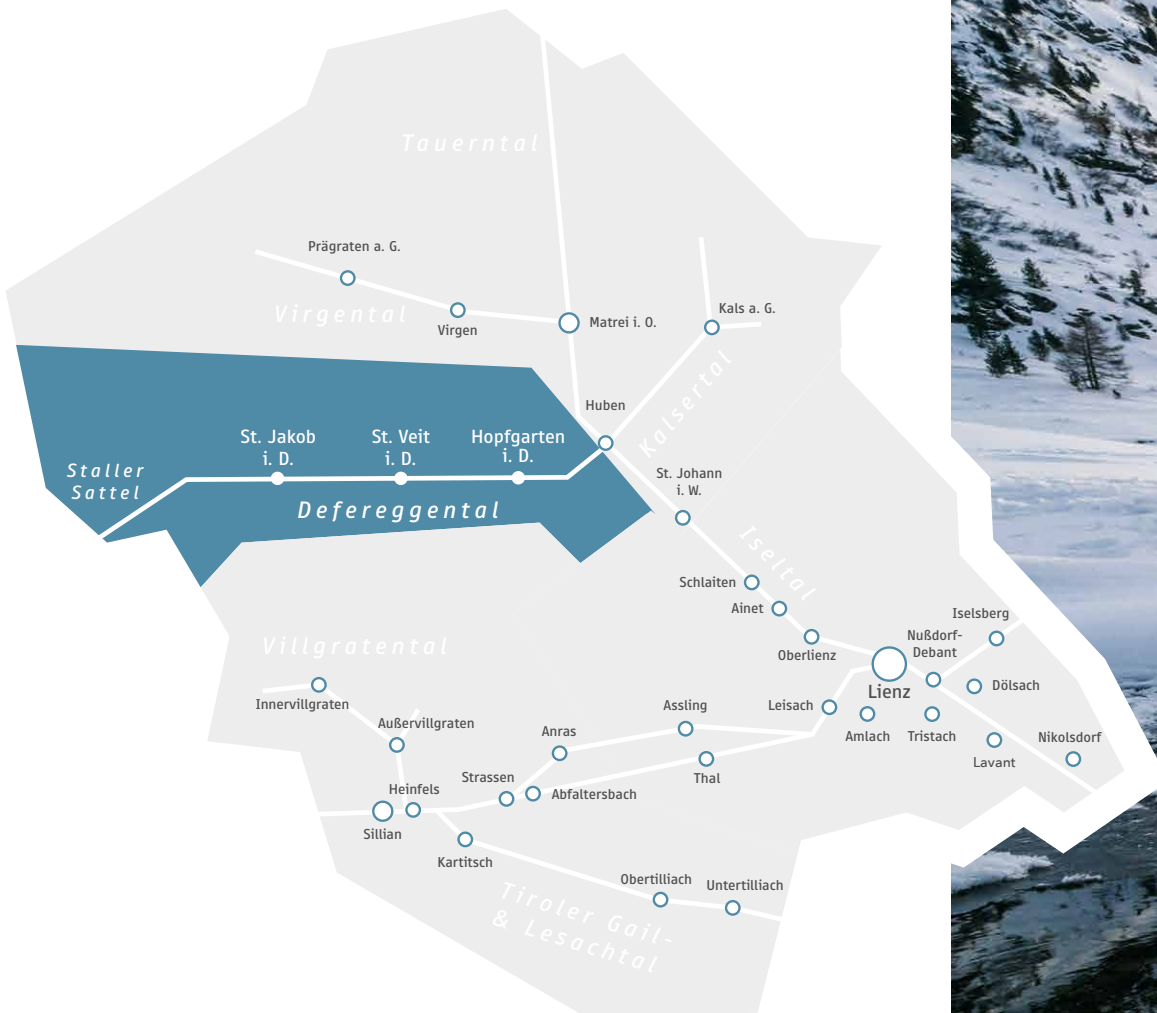 Tauerntal
Prägraten a. G.
Virgental
Virgen
Matrei i. O.
Kals a. G.
Kalsertal
Huben
St. Jakob
i. D.
St. Veit
i. D.
Hopfgarten
i. D.
Staller
Sattel
Defereggental
St. Johann
i. W.
Iseltal
Schlaiten
Ainet
Oberlienz
Iselsberg
Nußdorf-
Debant
Lienz
Dölsach
Leisach
Amlach
Tristach
Lavant
Nikolsdorf
Villgratental
Innervillgraten
Außervillgraten
Assling
Anras
Thal
Strassen
Abfaltersbach
Heinfels
Sillian
Kartitsch
Obertilliach
Untertilliach
Tiroler Gail-
& Lesachtal